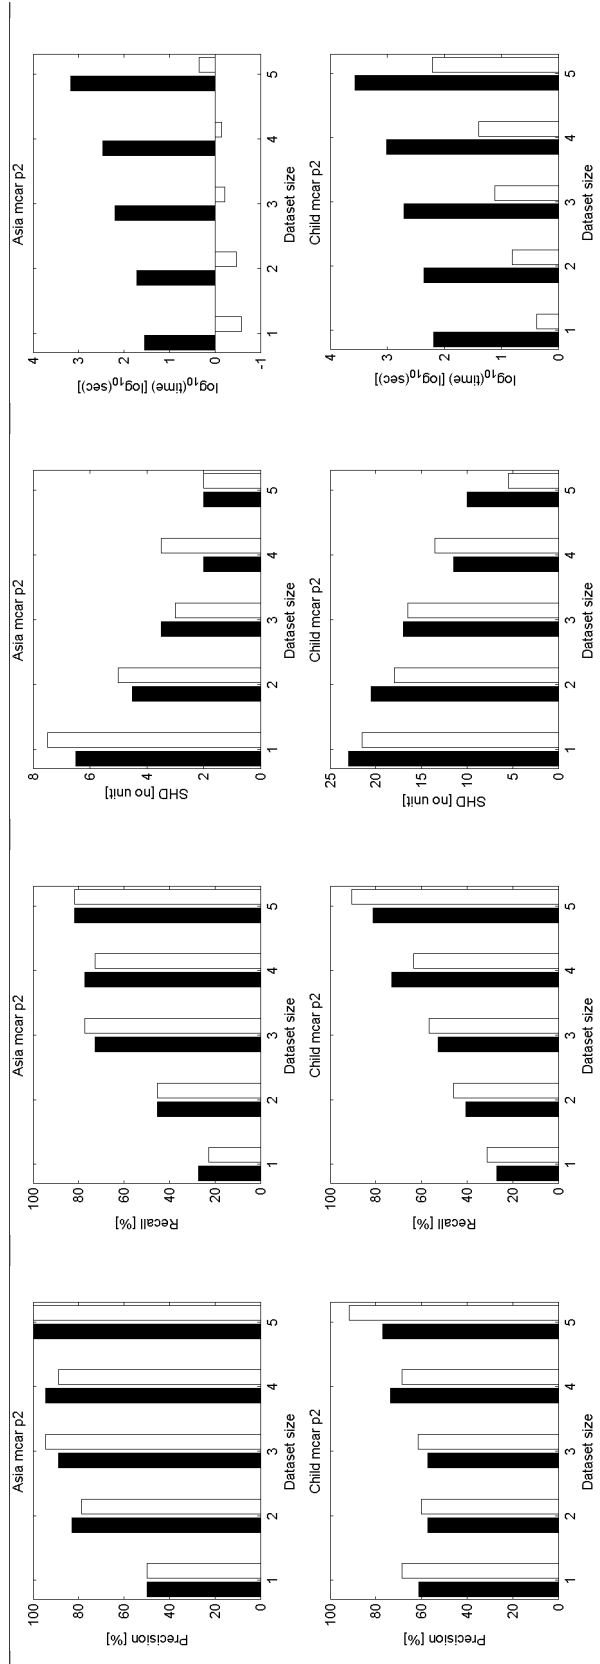 Asia mcar p2
100
80
60
40
20
0
Precision [%]
1 2 3 4 5
Dataset size
Asia mcar p2
100
80
60
40
20
0
Recall [%]
1 2 3 4 5
Dataset size
Asia mcar p2
8
6
4
2
0
SHD [no unit]
1 2 3 4 5
Dataset size
Asia mcar p2
4
3
2
1
0
-1
log10(time) [log10(sec)]
1 2 3 4 5
Dataset size
Child mcar p2
100
80
60
40
20
0
Precision [%]
1 2 3 4 5
Dataset size
Child mcar p2
100
80
60
40
20
0
Recall [%]
1 2 3 4 5
Dataset size
Child mcar p2
25
20
15
10
5
0
SHD [no unit]
1 2 3 4 5
Dataset size
Child mcar p2
4
3
2
1
0
log10(time) [log10(sec)]
1 2 3 4 5
Dataset size